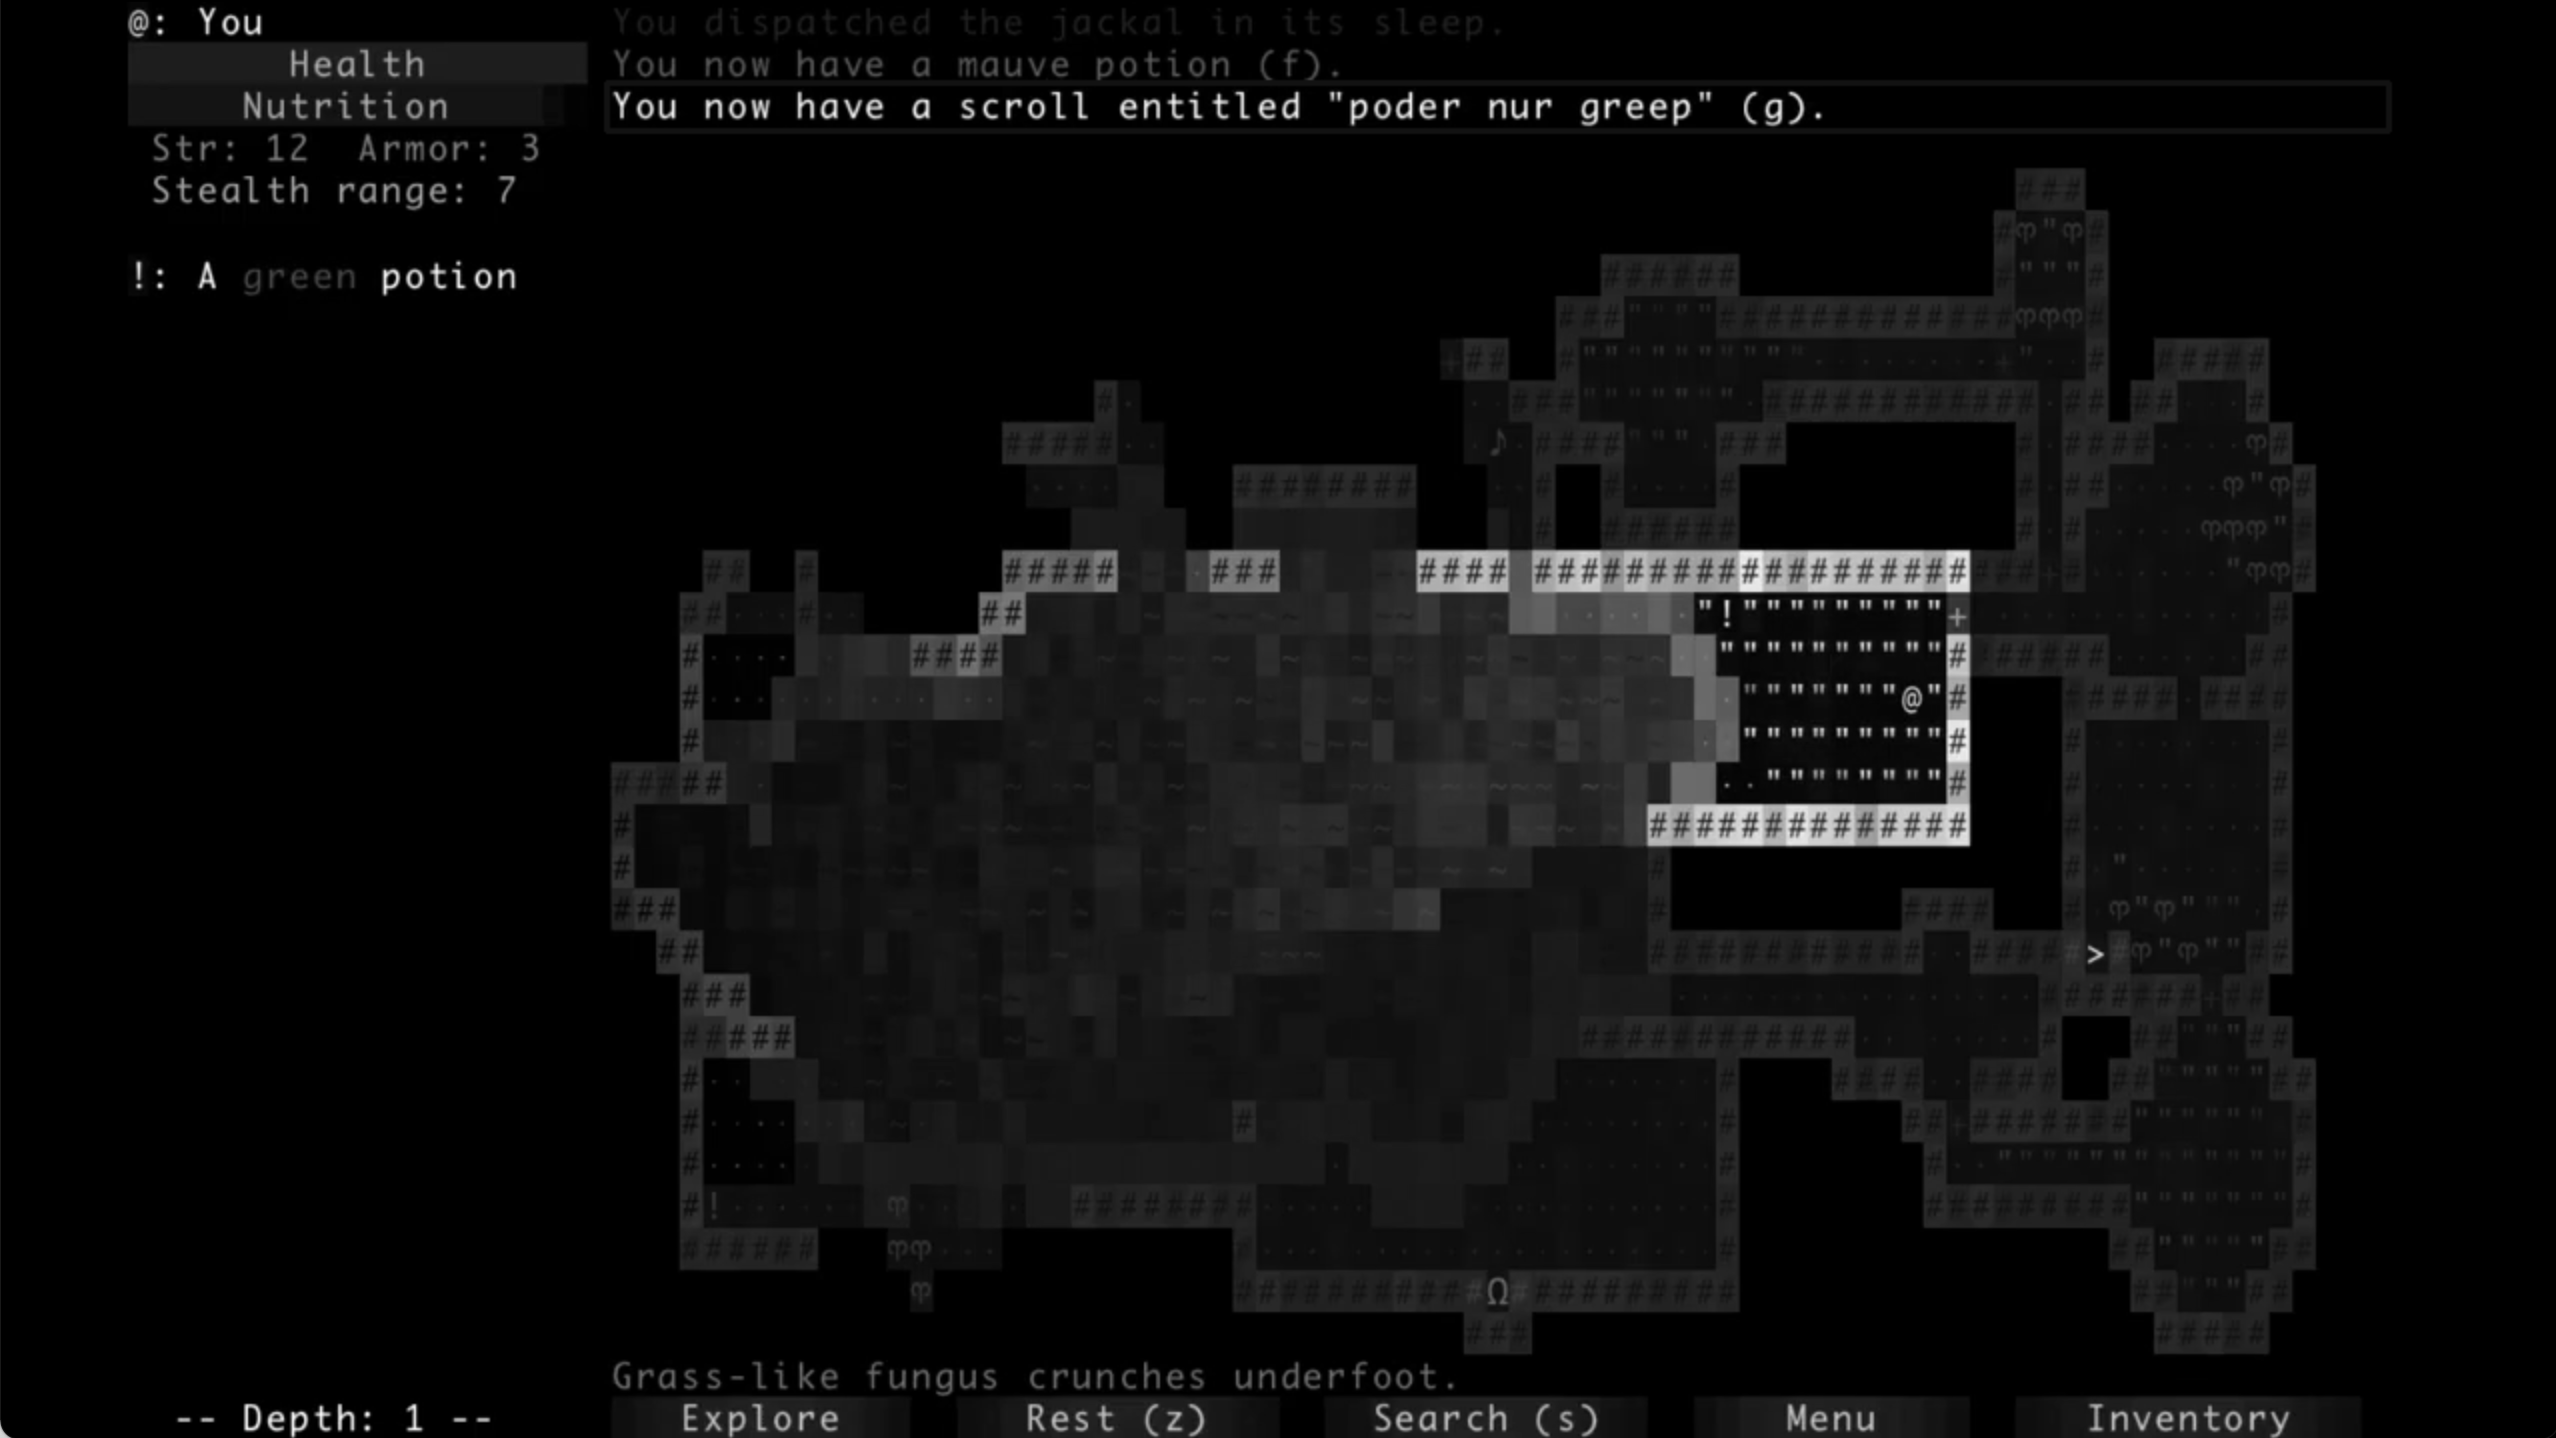 @: You
Health
Nutrition
Str: 12 Armor: 3
Stealth range: 7
!: A green potion
You dispatched the jackal in its sleep.
You now have a mauve potion (f).
You now have a scroll entitled "poder nur greep" (g).
Grass-like fungus crunches underfoot.
-- Depth: 1 --
Explore
Rest (z)
Search (s)
Menu
Inventory